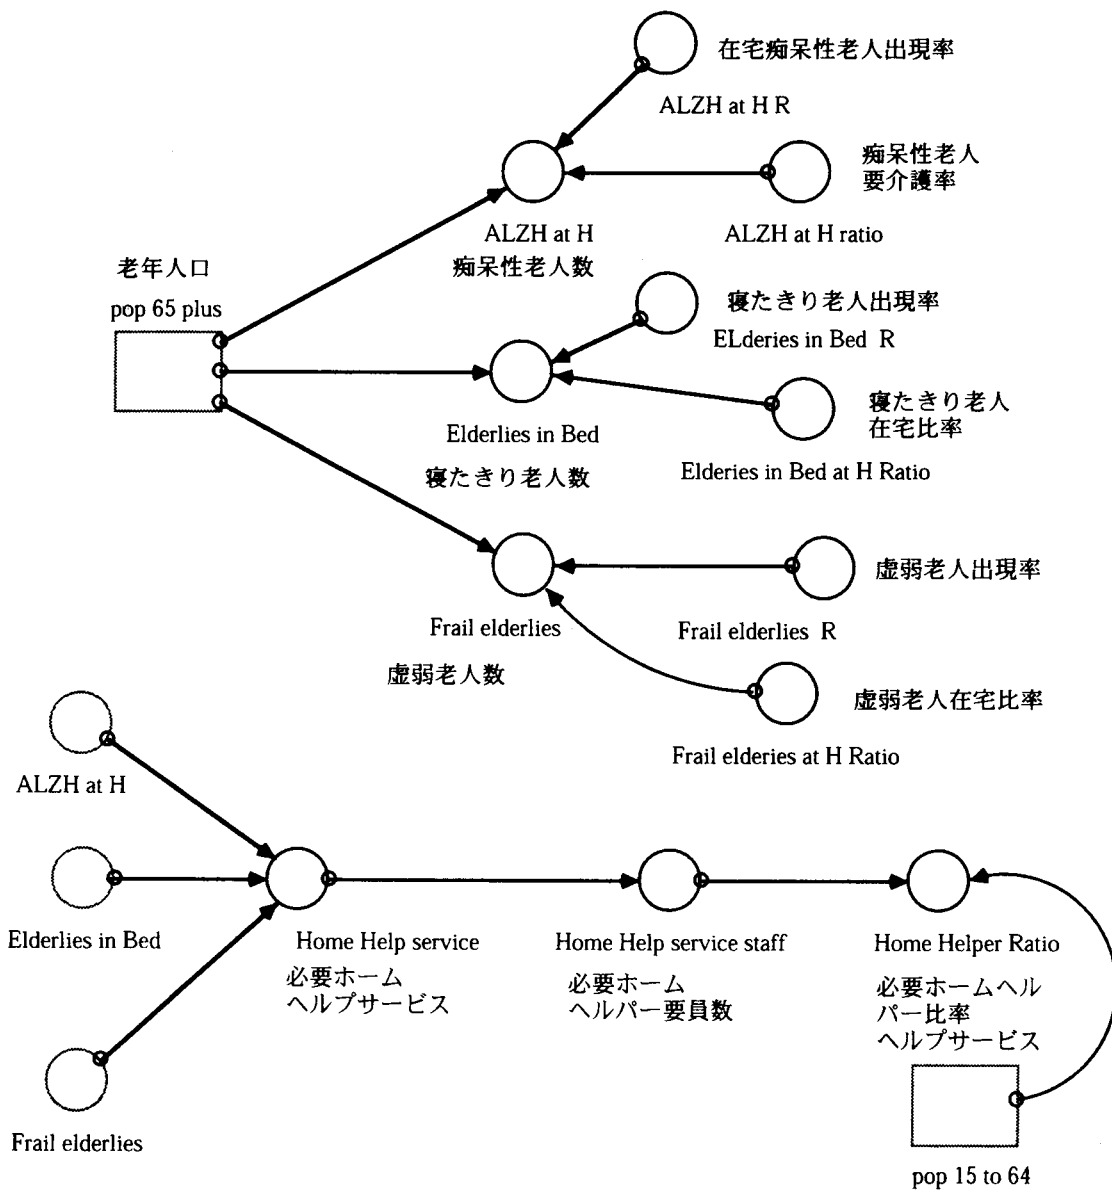 在宅痴呆性老人出現率
ALZH at H R
痴呆性老人
要介護率
ALZH at H ratio
ALZH at H
痴呆性老人数
老年人口
pop 65 plus
寝たきり老人出現率
ELderies in Bed R
寝たきり老人
在宅比率
Elderies in Bed at H Ratio
Elderlies in Bed
寝たきり老人数
虚弱老人出現率
Frail elderlies R
Frail elderlies
虚弱老人数
虚弱老人在宅比率
Frail elderies at H Ratio
ALZH at H
Elderlies in Bed
Frail elderlies
Home Help service
必要ホーム
ヘルプサービス
Home Help service staff
必要ホーム
ヘルパー要員数
Home Helper Ratio
必要ホームヘル
パー比率
ヘルプサービス
pop 15 to 64